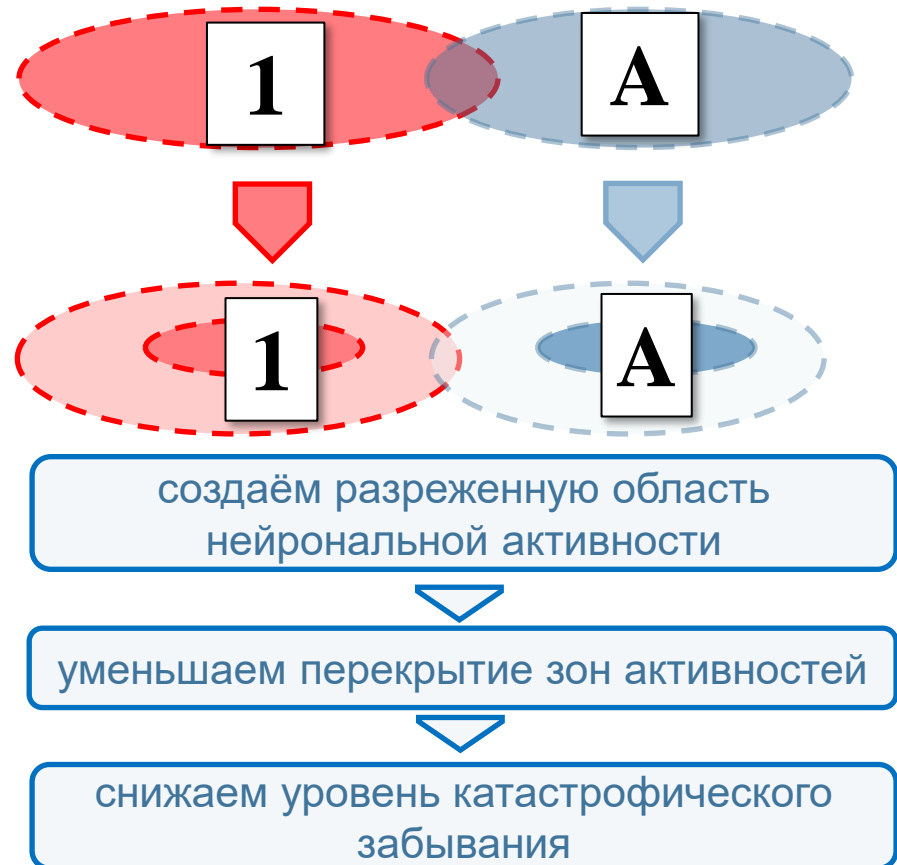 1
A
1
A
создаём разреженную область
нейрональной активности
уменьшаем перекрытие зон активностей
снижаем уровень катастрофического
забывания